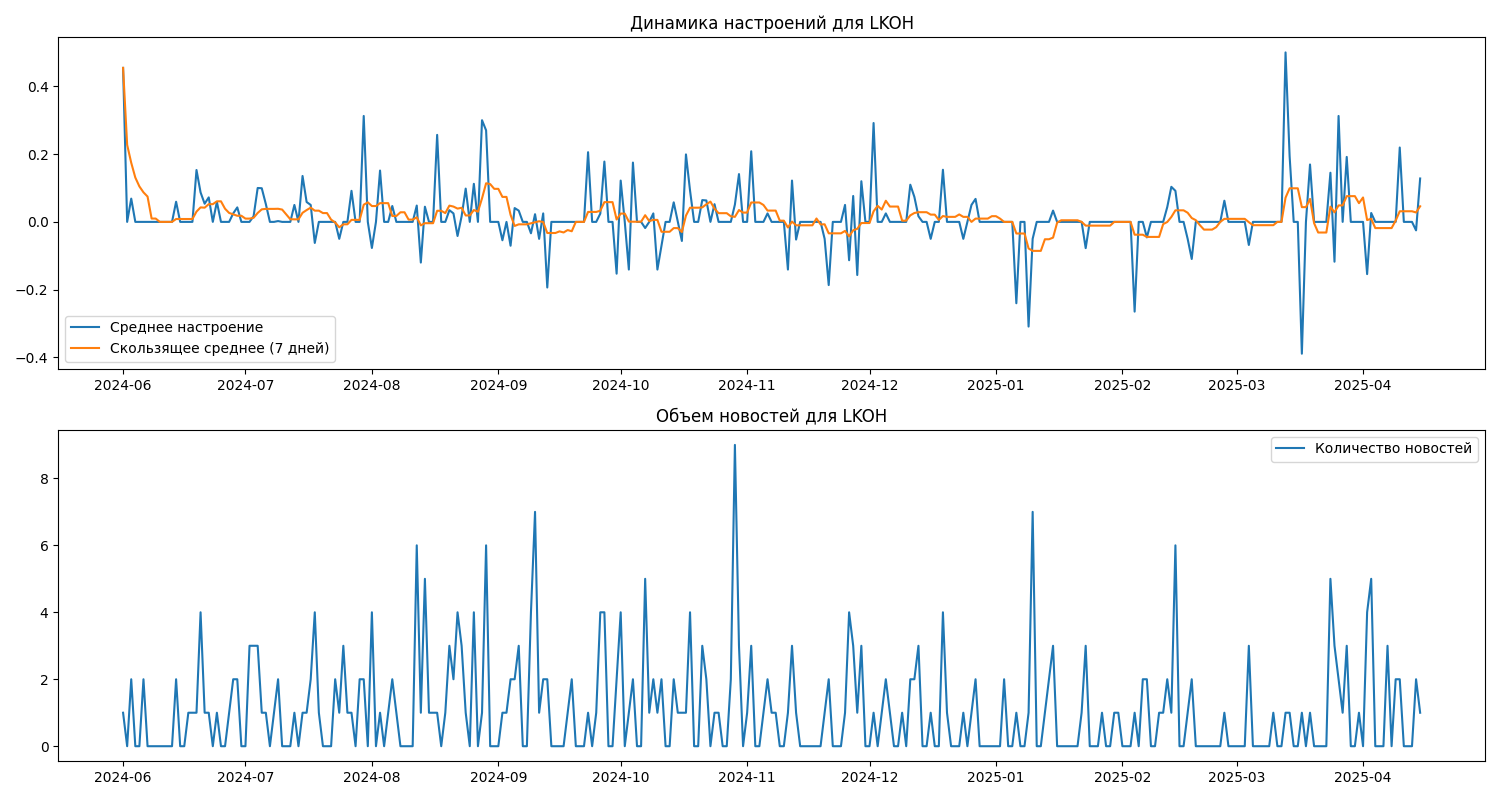 Динамика настроений для LKOH
0.4
0.2
0.0
−0.2
−0.4
Среднее настроение
Скользящее среднее (7 дней)
2024-06 2024-07 2024-08 2024-09 2024-10 2024-11 2024-12 2025-01 2025-02 2025-03 2025-04
Объем новостей для LKOH
Количество новостей
8
6
4
2
0
2024-06 2024-07 2024-08 2024-09 2024-10 2024-11 2024-12 2025-01 2025-02 2025-03 2025-04